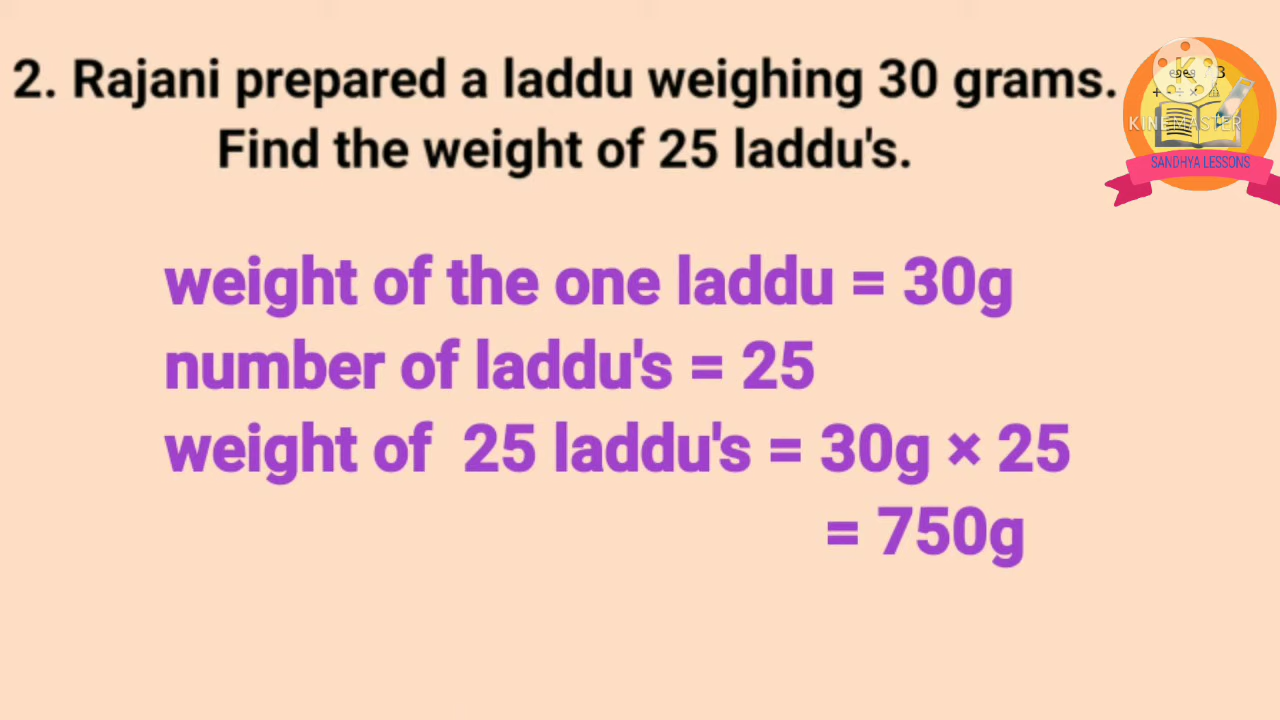 2. Rajani prepared a laddu weighing 30 grams.
Find the weight of 25 laddu's.
KINEMASTER
SANDHYA LESSONS
weight of the one laddu = 30g
number of laddu's = 25
weight of  25 laddu's = 30g × 25
= 750g